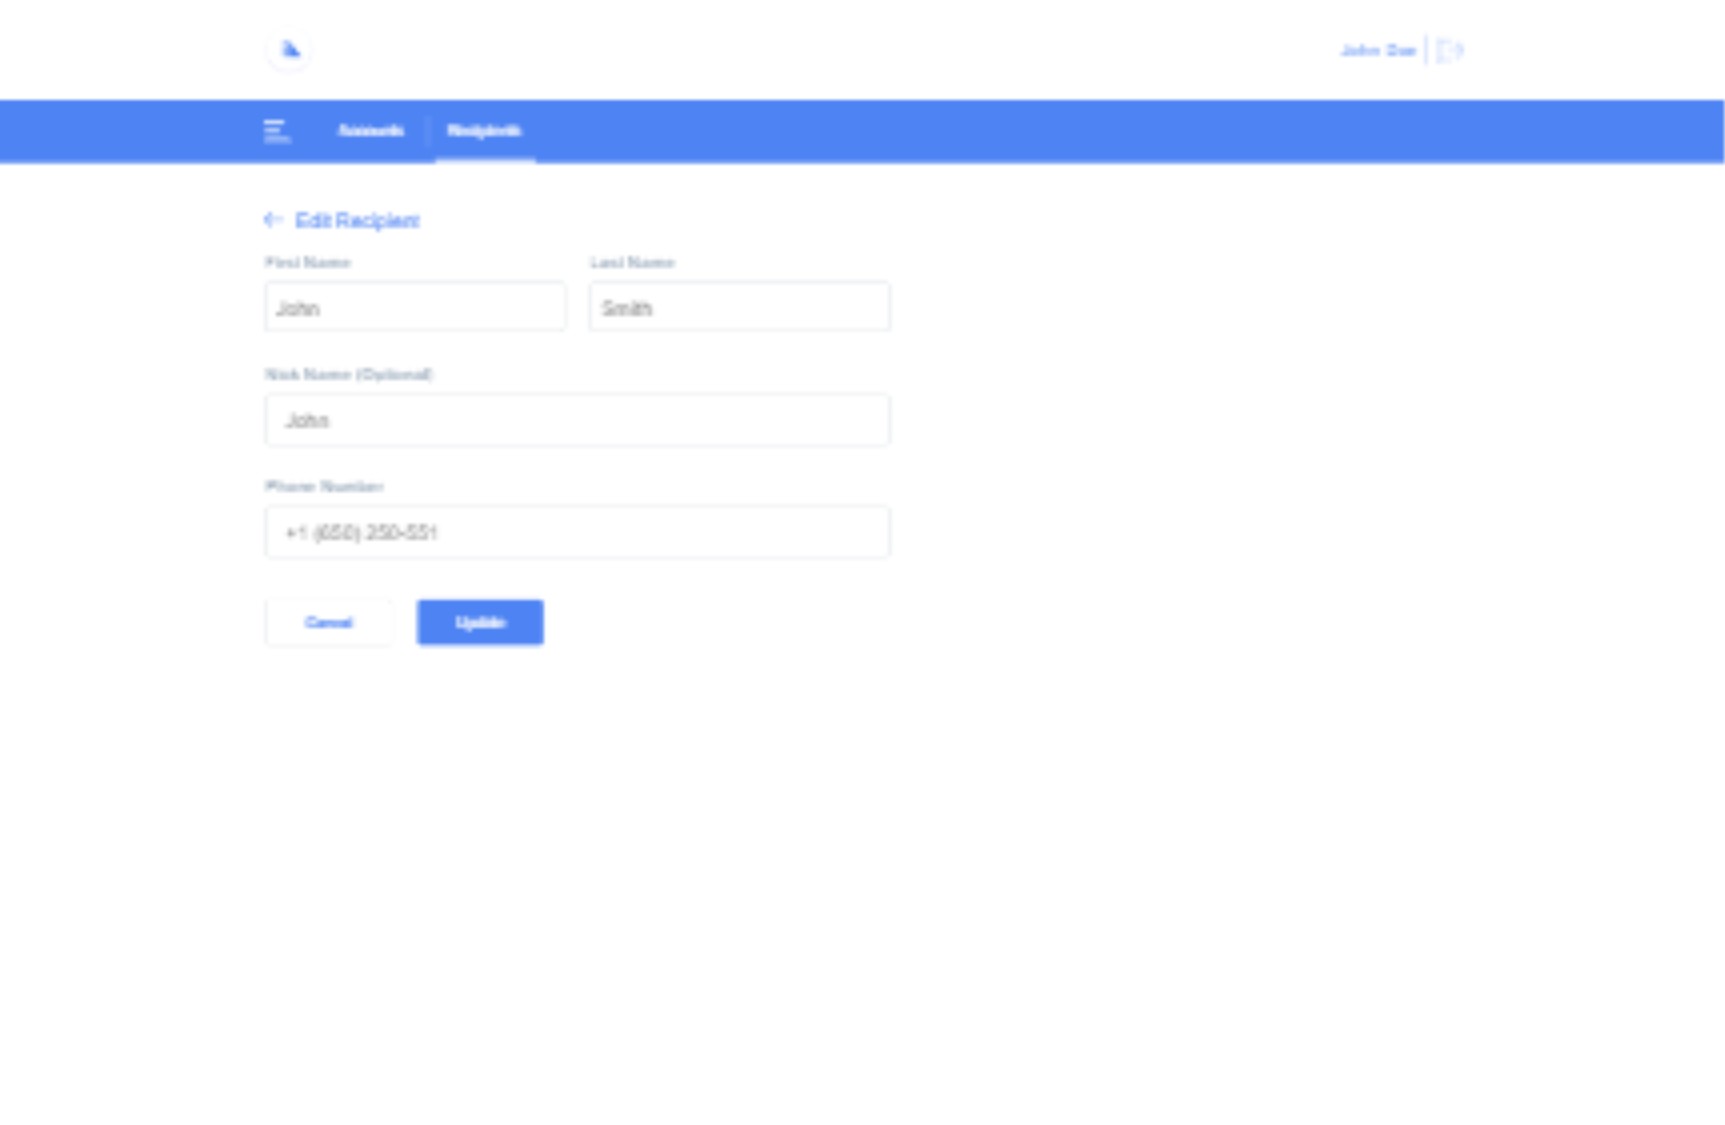 John Doe
Accounts
Recipients
Edit Recipient
First Name
Last Name
John
Smith
Nick Name (Optional)
John
Phone Number
+1 (650) 250-551
Cancel
Update